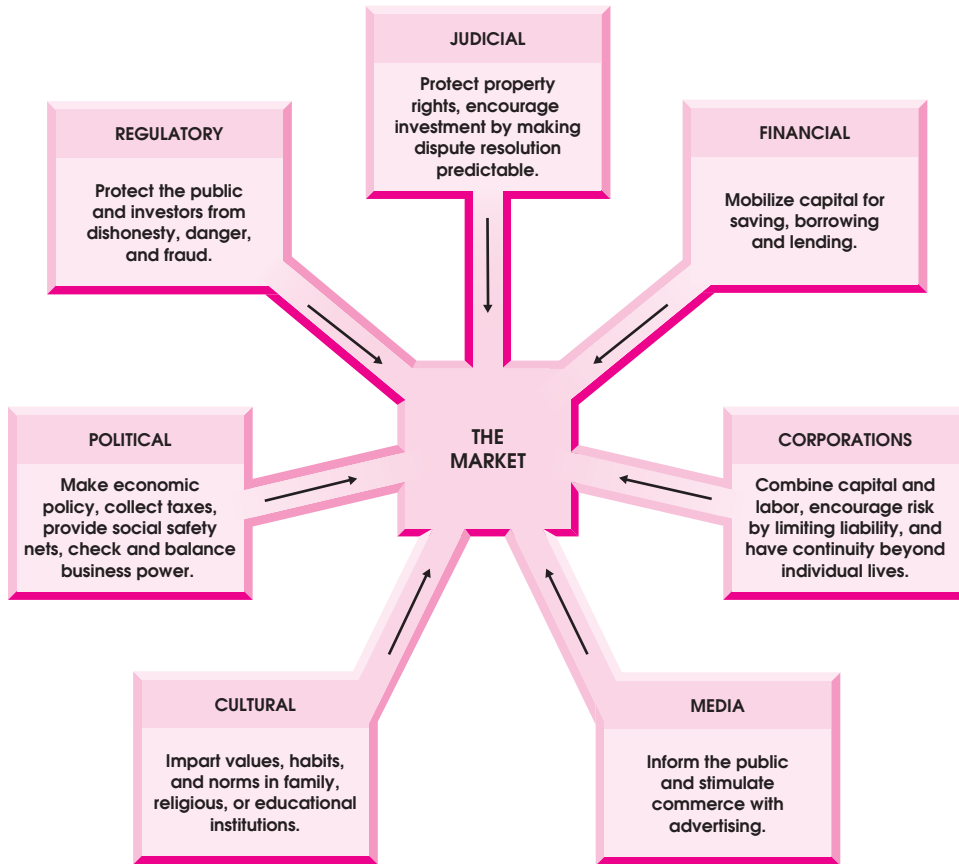 JUDICIAL
Protect property
rights, encourage
investment by making
dispute resolution
predictable.
REGULATORY
Protect the public
and investors from
dishonesty, danger,
and fraud.
FINANCIAL
Mobilize capital for
saving, borrowing
and lending.
POLITICAL
Make economic
policy, collect taxes,
provide social safety
nets, check and balance
business power.
THE
MARKET
CORPORATIONS
Combine capital and
labor, encourage risk
by limiting liability, and
have continuity beyond
individual lives.
CULTURAL
Impart values, habits,
and norms in family,
religious, or educational
institutions.
MEDIA
Inform the public
and stimulate
commerce with
advertising.